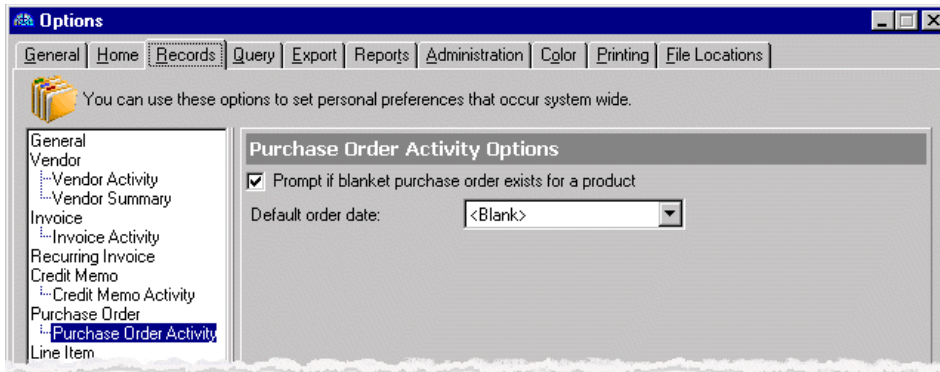 Options
General Home Records Query Export Reports Administration Color Printing File Locations
You can use these options to set personal preferences that occur system wide.
General
Vendor
Vendor Activity
Vendor Summary
Invoice
Invoice Activity
Recurring Invoice
Credit Memo
Credit Memo Activity
Purchase Order
Purchase Order Activity
Line Item
Purchase Order Activity Options
Prompt if blanket purchase order exists for a product
Default order date: <Blank>